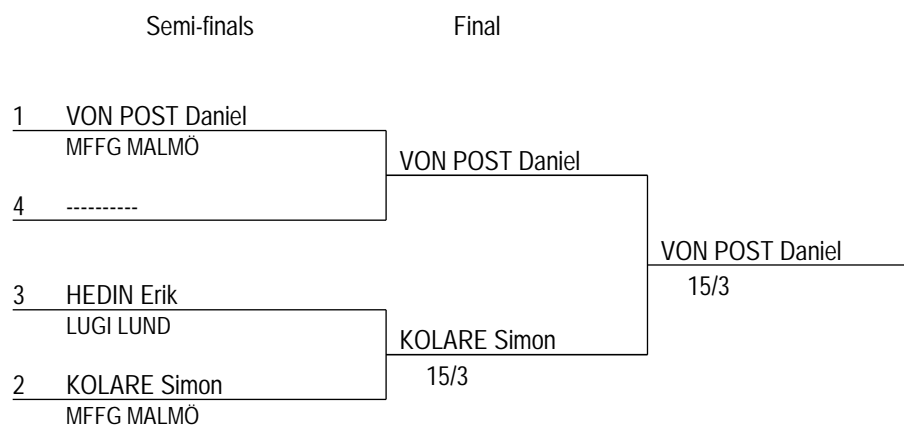 Semi-finals Final
1 VON POST Daniel
MFFG MALMÖ
VON POST Daniel
4 ----------
VON POST Daniel
15/3
3 HEDIN Erik
LUGI LUND
KOLARE Simon
15/3
2 KOLARE Simon
MFFG MALMÖ